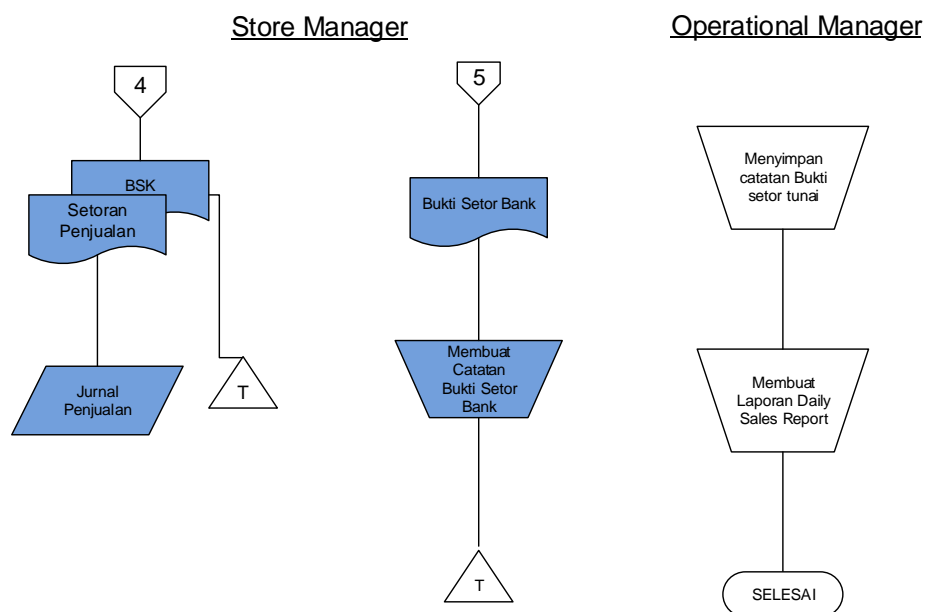 Store Manager
Operational Manager
4
BSK
Setoran
Penjualan
Jurnal
Penjualan
T
5
Bukti Setor Bank
Membuat
Catatan
Bukti Setor
Bank
T
Menyimpan
catatan Bukti
setor tunai
Membuat
Laporan Daily
Sales Report
SELESAI